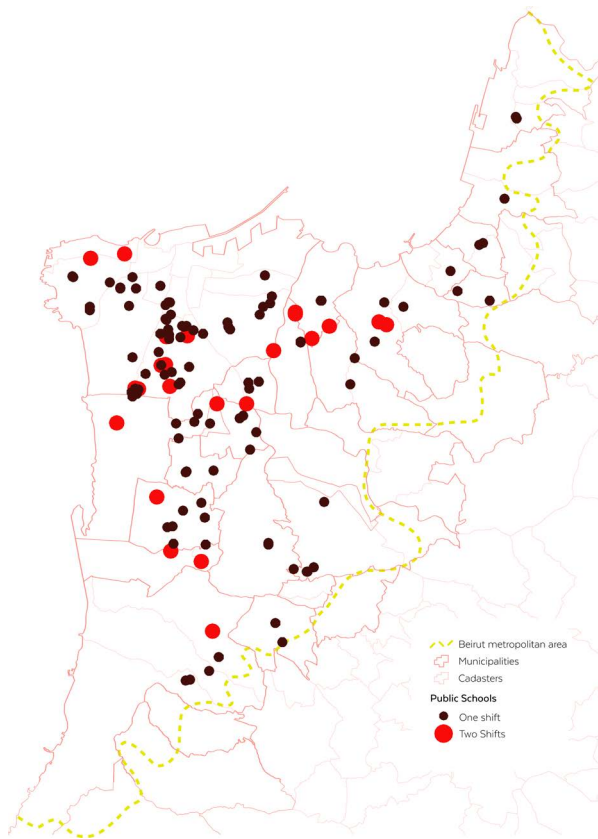 Beirut metropolitan area
Municipalities
Cadasters
Public Schools
One shift
Two Shifts